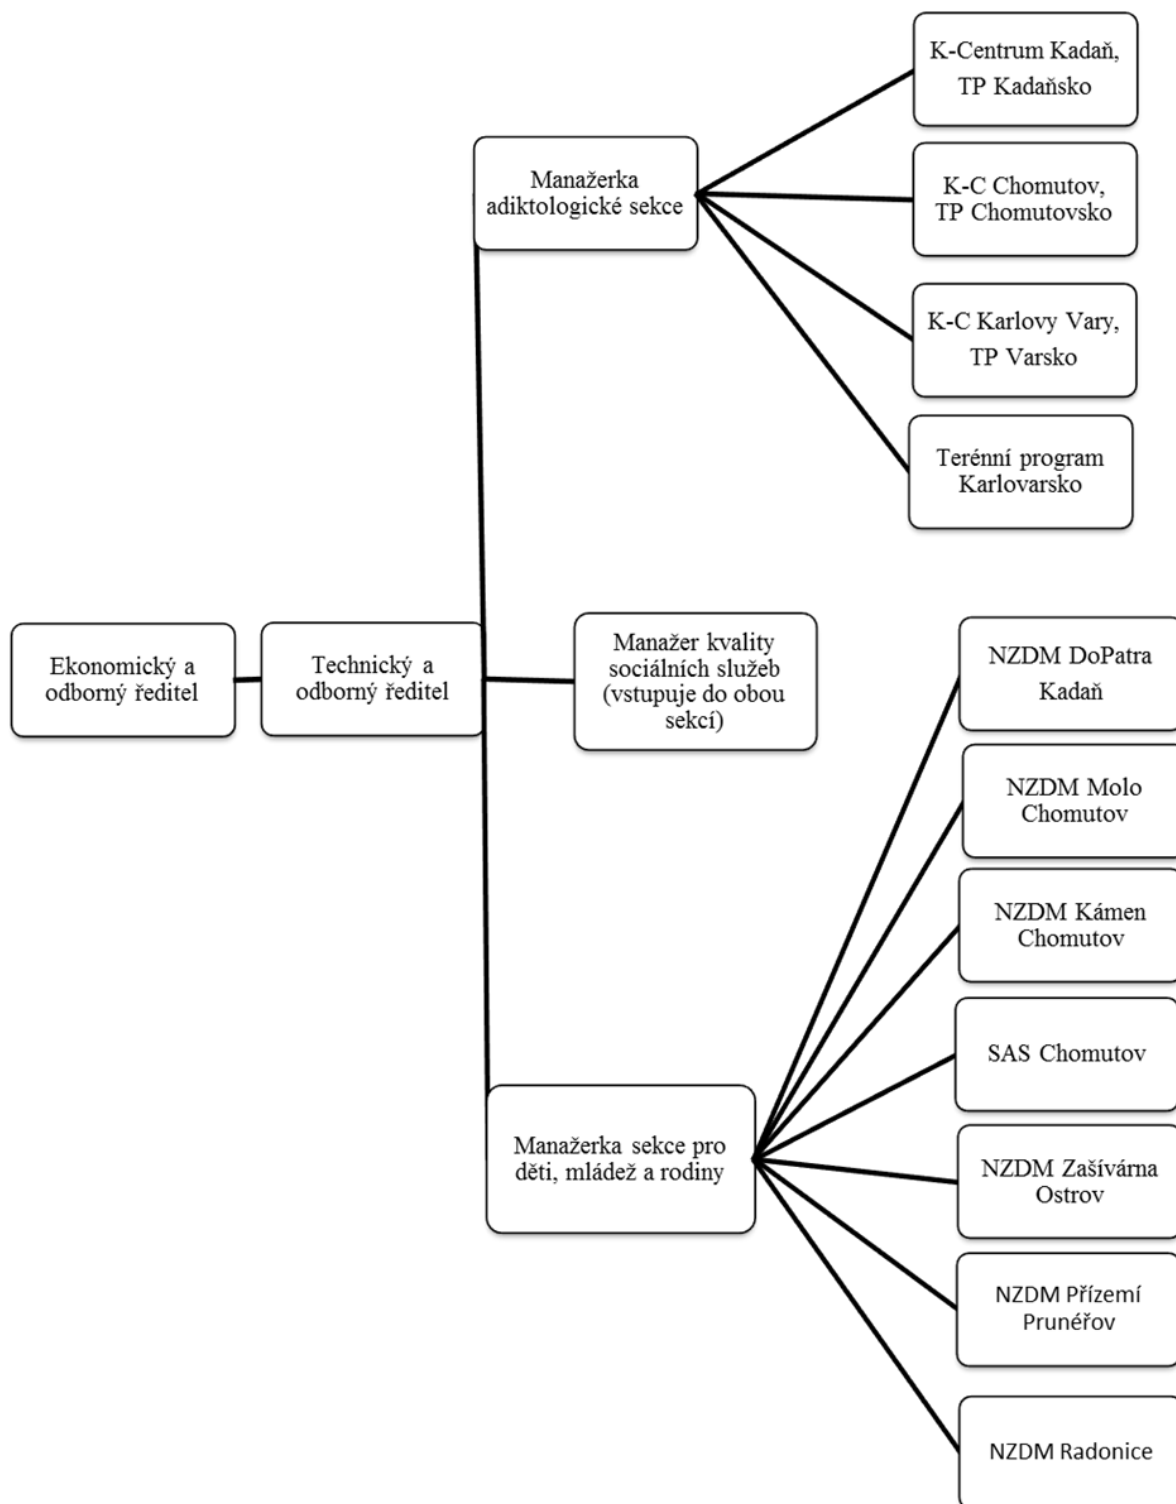 K-Centrum Kadaň,
TP Kadaňsko
Manažerka
adiktologické sekce
K-C Chomutov,
TP Chomutovsko
K-C Karlovy Vary,
TP Varsko
Terénní program
Karlovarsko
Ekonomický a
odborný ředitel
Technický a
odborný ředitel
Manažer kvality
sociálních služeb
(vstupuje do obou
sekcí)
NZDM DoPatra
Kadaň
NZDM Molo
Chomutov
NZDM Kámen
Chomutov
SAS Chomutov
Manažerka sekce pro
děti, mládež a rodiny
NZDM Zašívárna
Ostrov
NZDM Přízemí
Prunéřov
NZDM Radonice